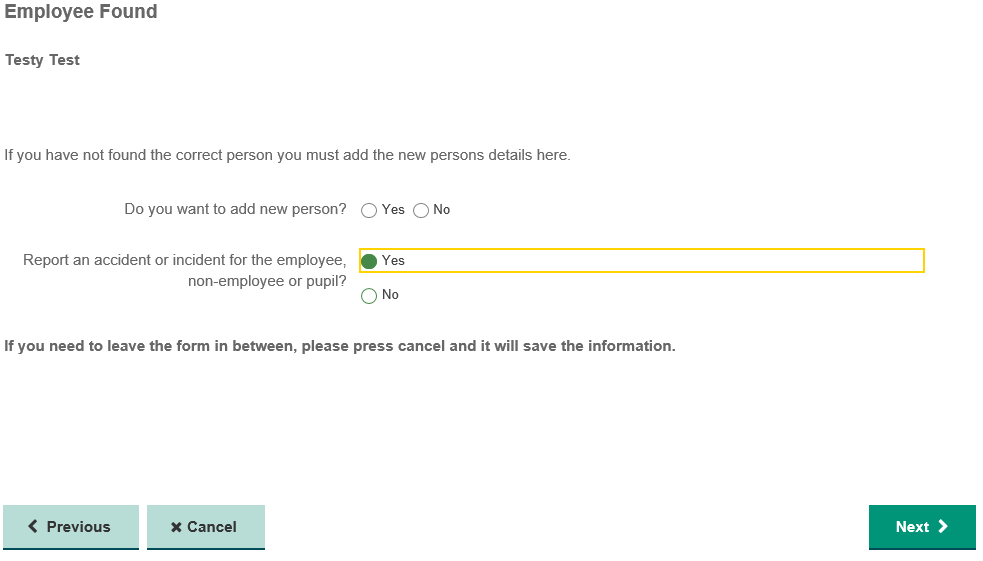 Employee Found
Testy Test
If you have not found the correct person you must add the new persons details here.
Do you want to add new person? Yes No
Report an accident or incident for the employee, Yes
non-employee or pupil?
No
If you need to leave the form in between, please press cancel and it will save the information.
Previous Cancel Next